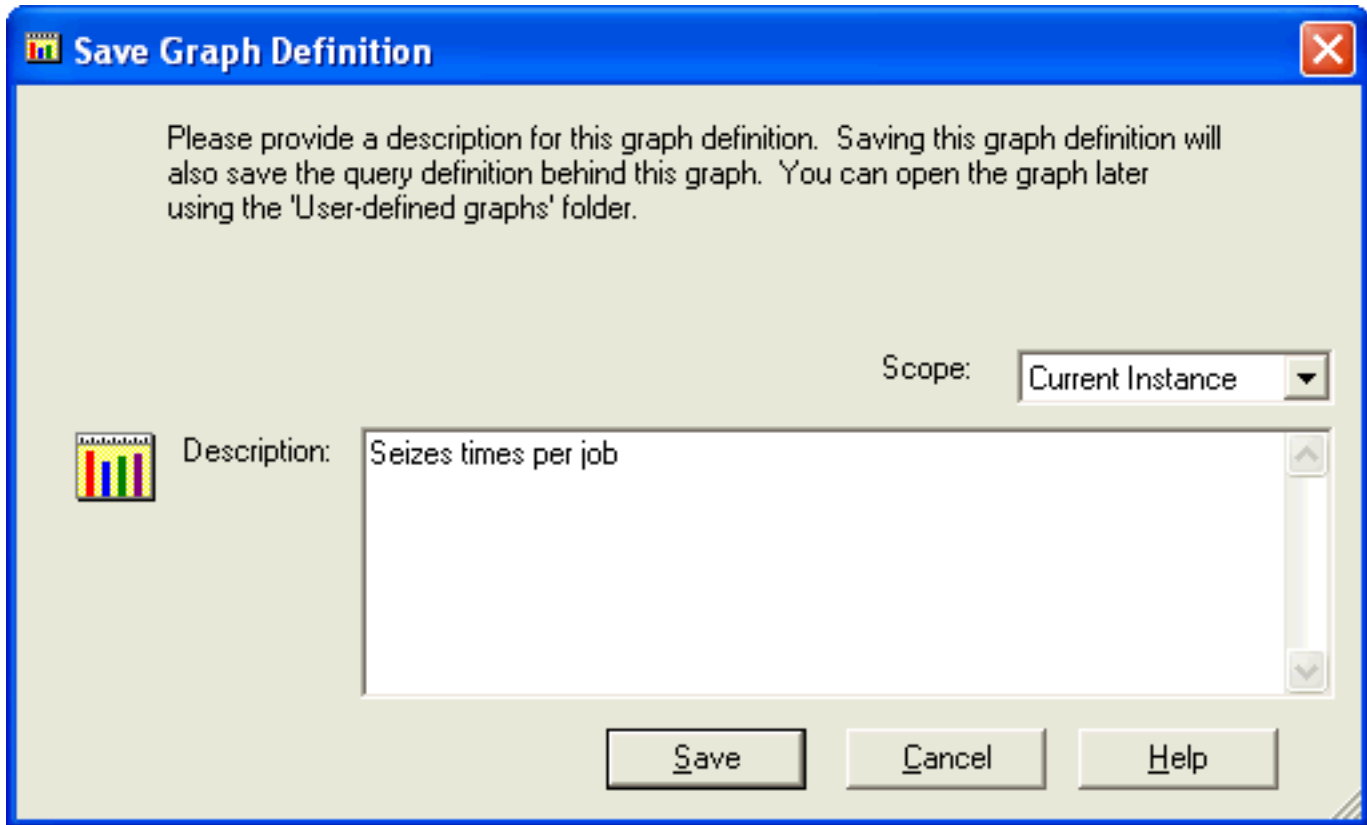 Save Graph Definition
Please provide a description for this graph definition.  Saving this graph definition will
also save the query definition behind this graph.  You can open the graph later
using the 'User-defined graphs' folder.
Scope: Current Instance
Description: Seizes times per job
Save Cancel Help